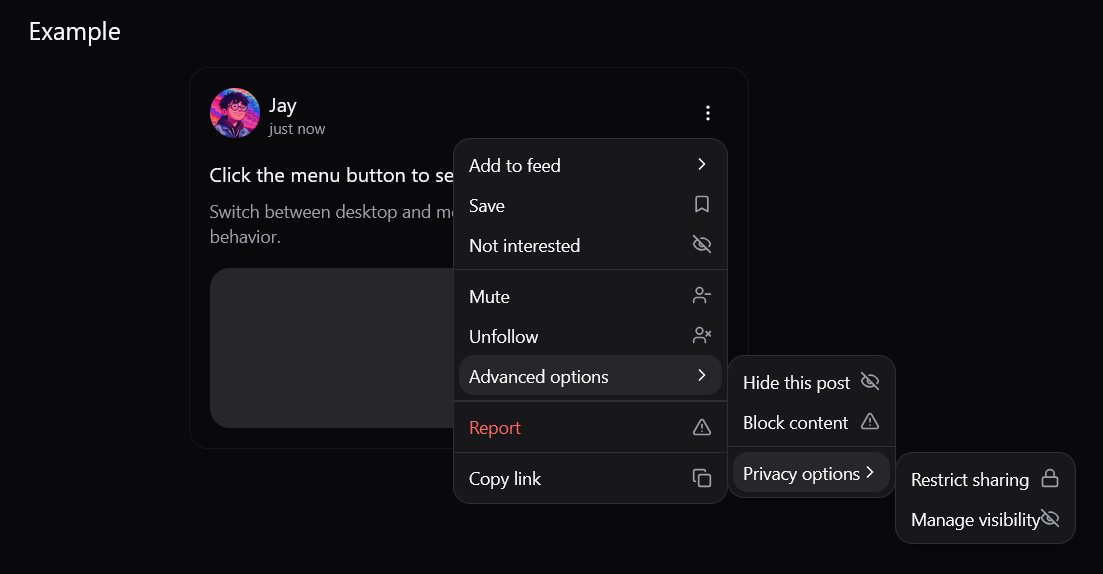 Example
Jay
just now
Click the menu button to se
Switch between desktop and m
behavior.
Add to feed
Save
Not interested
Mute
Unfollow
Advanced options
Report
Copy link
Hide this post
Block content
Privacy options
Restrict sharing
Manage visibility